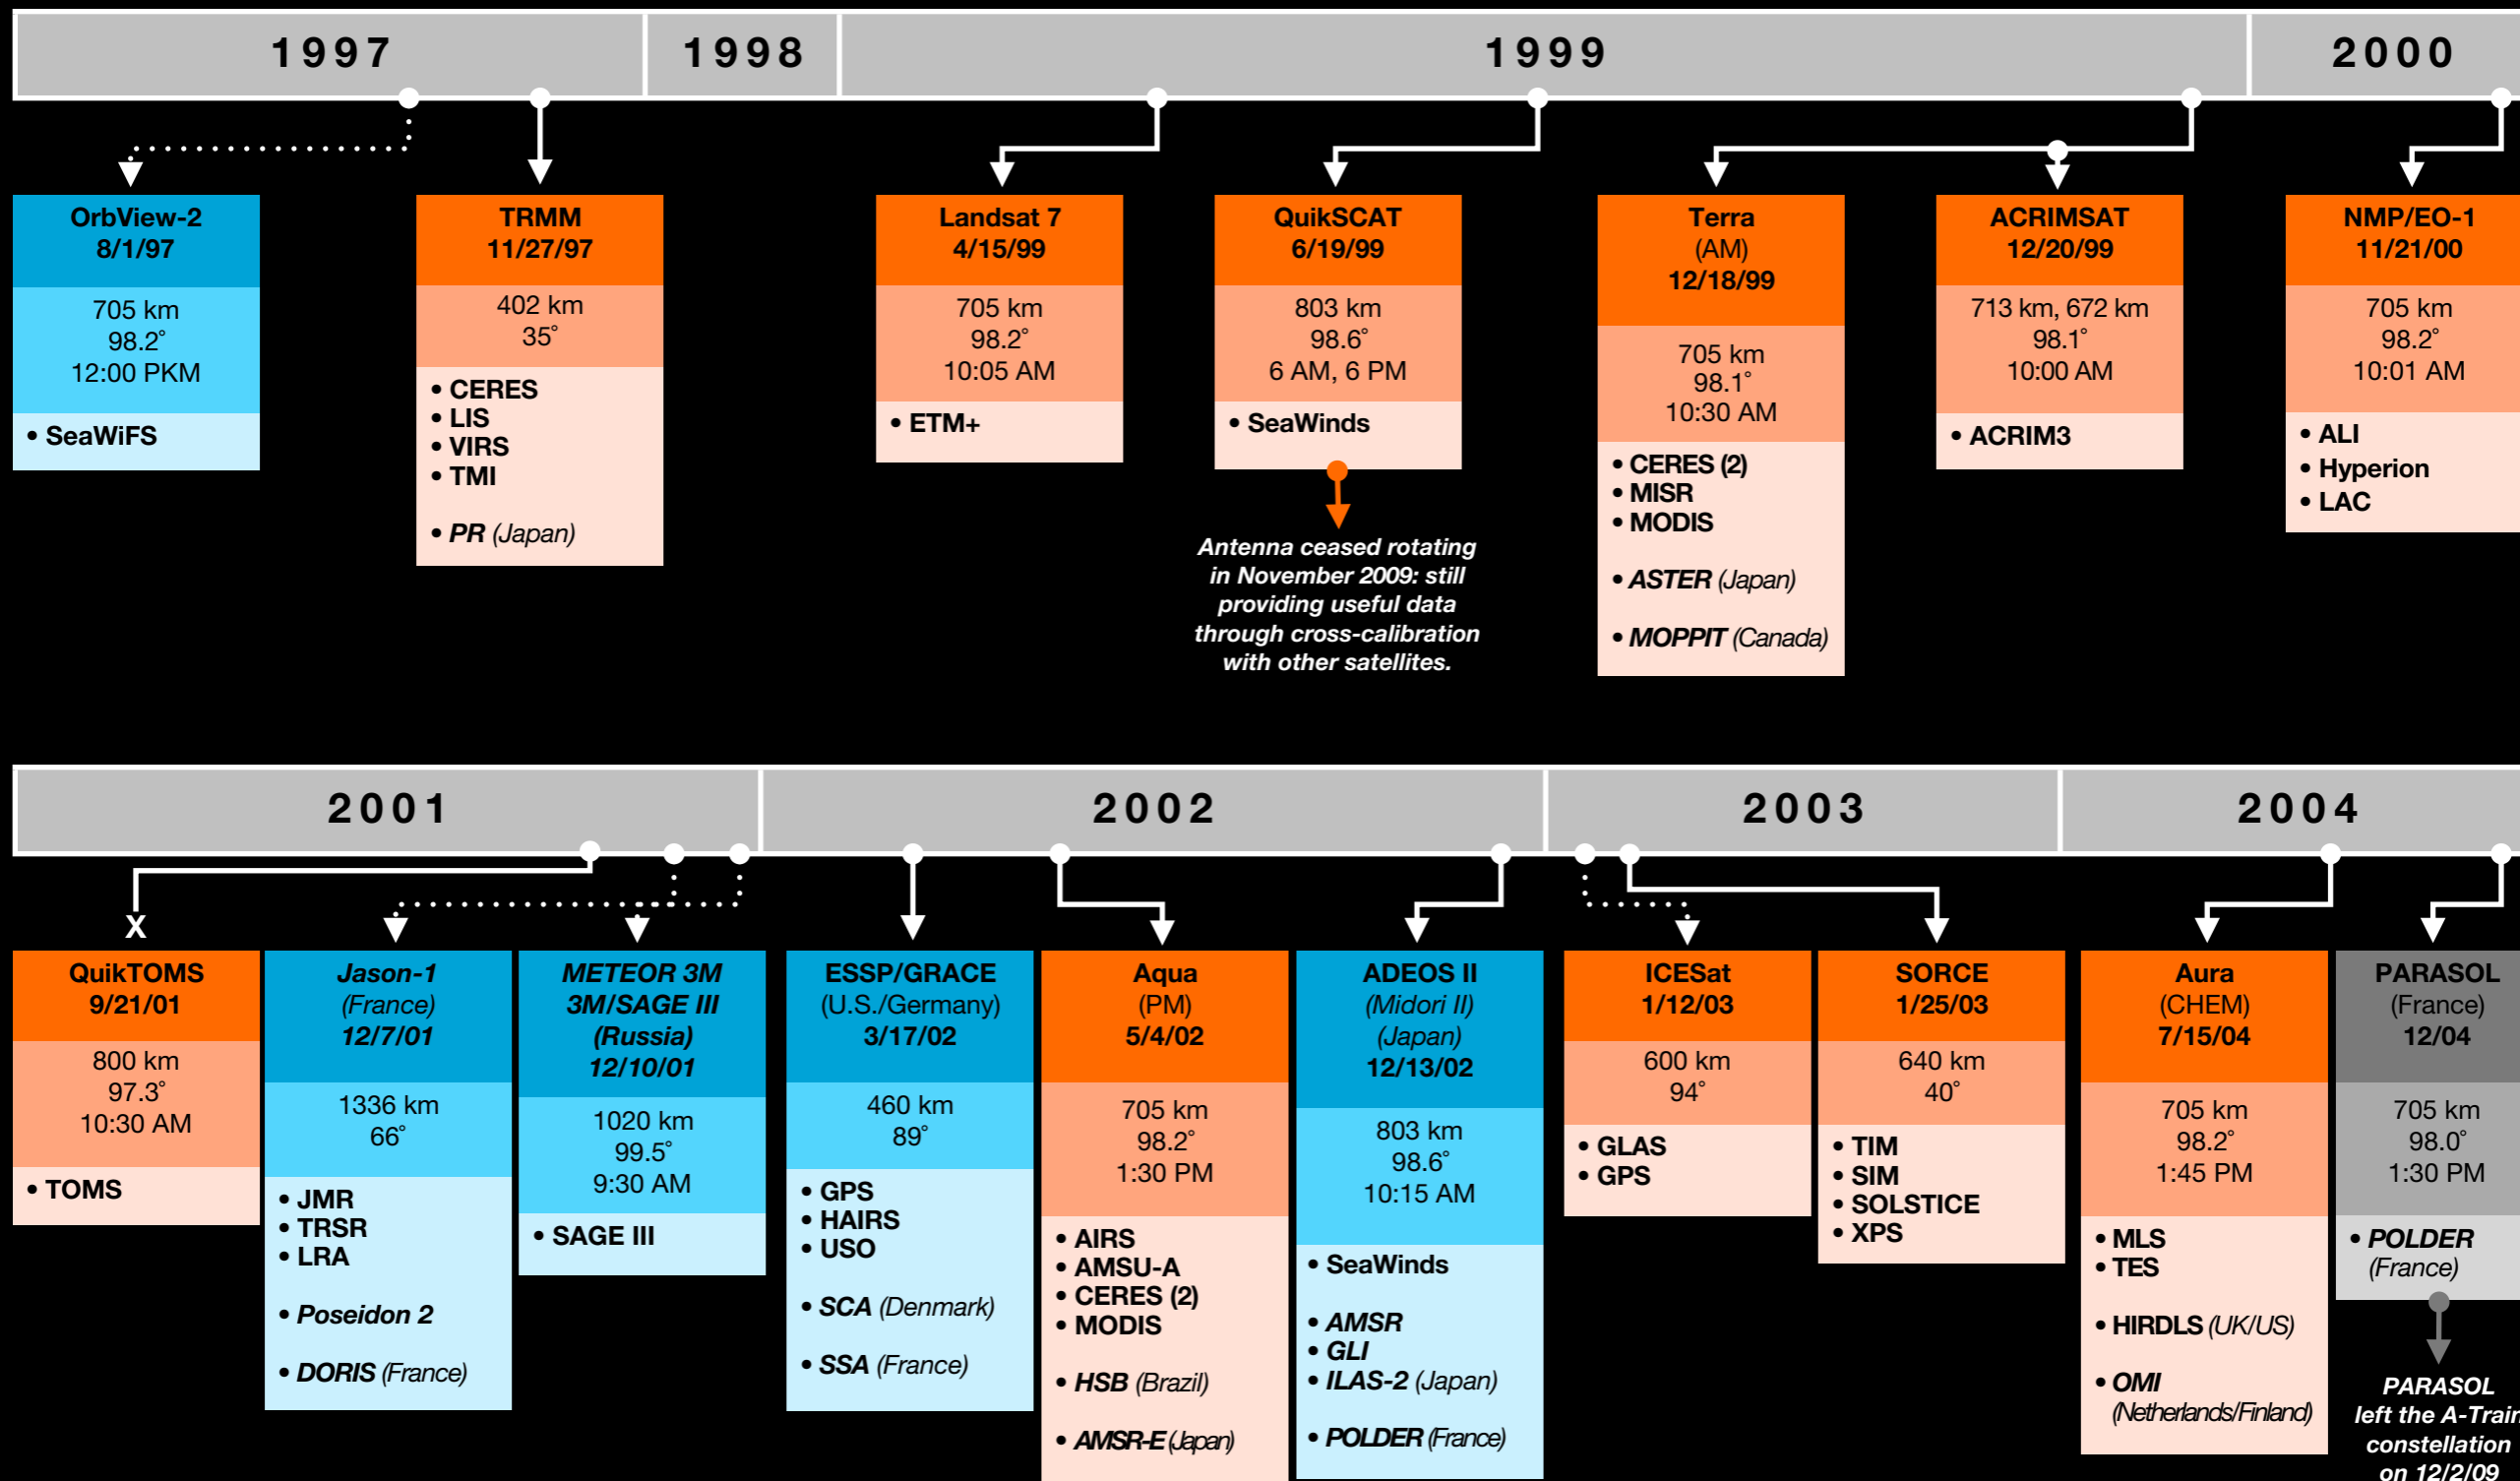 1997
1998
1999
2000
OrbView-2
8/1/97
705 km
98.2°
12:00 PKM
• SeaWiFS
TRMM
11/27/97
402 km
35°
• CERES
• LIS
• VIRS
• TMI
• PR (Japan)
Landsat 7
4/15/99
705 km
98.2°
10:05 AM
• ETM+
QuikSCAT
6/19/99
803 km
98.6°
6 AM, 6 PM
• SeaWinds
Antenna ceased rotating
in November 2009: still
providing useful data
through cross-calibration
with other satellites.
Terra
(AM)
12/18/99
705 km
98.1°
10:30 AM
• CERES (2)
• MISR
• MODIS
• ASTER (Japan)
• MOPPIT (Canada)
ACRIMSAT
12/20/99
713 km, 672 km
98.1°
10:00 AM
• ACRIM3
NMP/EO-1
11/21/00
705 km
98.2°
10:01 AM
• ALI
• Hyperion
• LAC
2001
2002
2003
2004
X
QuikTOMS
9/21/01
800 km
97.3°
10:30 AM
• TOMS
Jason-1
(France)
12/7/01
1336 km
66°
• JMR
• TRSR
• LRA
• Poseidon 2
• DORIS (France)
METEOR 3M
3M/SAGE III
(Russia)
12/10/01
1020 km
99.5°
9:30 AM
• SAGE III
ESSP/GRACE
(U.S./Germany)
3/17/02
460 km
89°
• GPS
• HAIRS
• USO
• SCA (Denmark)
• SSA (France)
Aqua
(PM)
5/4/02
705 km
98.2°
1:30 PM
• AIRS
• AMSU-A
• CERES (2)
• MODIS
• HSB (Brazil)
• AMSR-E (Japan)
ADEOS II
(Midori II)
(Japan)
12/13/02
803 km
98.6°
10:15 AM
• SeaWinds
• AMSR
• GLI
• ILAS-2 (Japan)
• POLDER (France)
ICESat
1/12/03
600 km
94°
• GLAS
• GPS
SORCE
1/25/03
640 km
40°
• TIM
• SIM
• SOLSTICE
• XPS
Aura
(CHEM)
7/15/04
705 km
98.2°
1:45 PM
• MLS
• TES
• HIRDLS (UK/US)
• OMI
(Netherlands/Finland)
PARASOL
(France)
12/04
705 km
98.0°
1:30 PM
• POLDER
(France)
PARASOL
left the A-Train
constellation
on 12/2/09